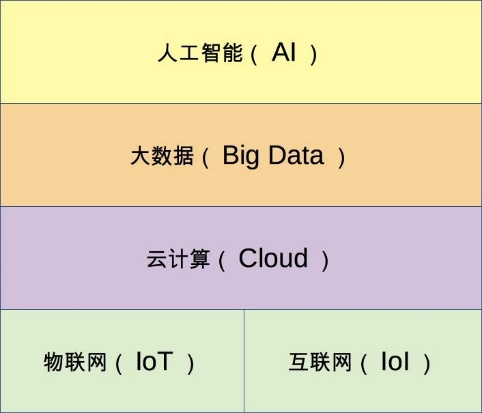 人工智能（ AI ）
大数据（ Big Data ）
云计算（ Cloud ）
物联网（ IoT ）
互联网（ IoI ）